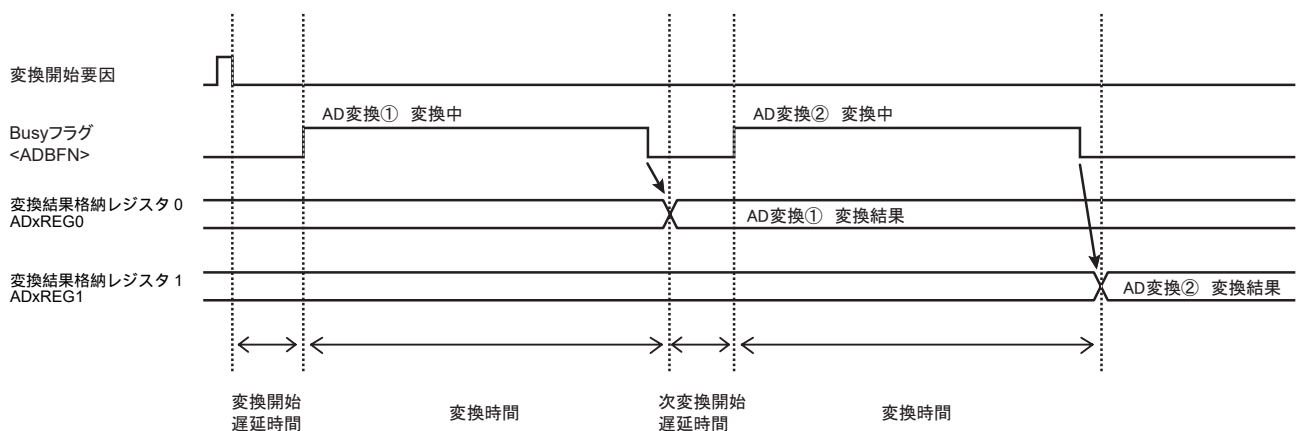 変換開始要因
AD変換① 変換中
AD変換② 変換中
Busyフラグ
<ADBFN>
変換結果格納レジスタ 0
ADxREG0
AD変換① 変換結果
変換結果格納レジスタ 1
ADxREG1
AD変換② 変換結果
変換開始
遅延時間
変換時間
次変換開始
遅延時間
変換時間